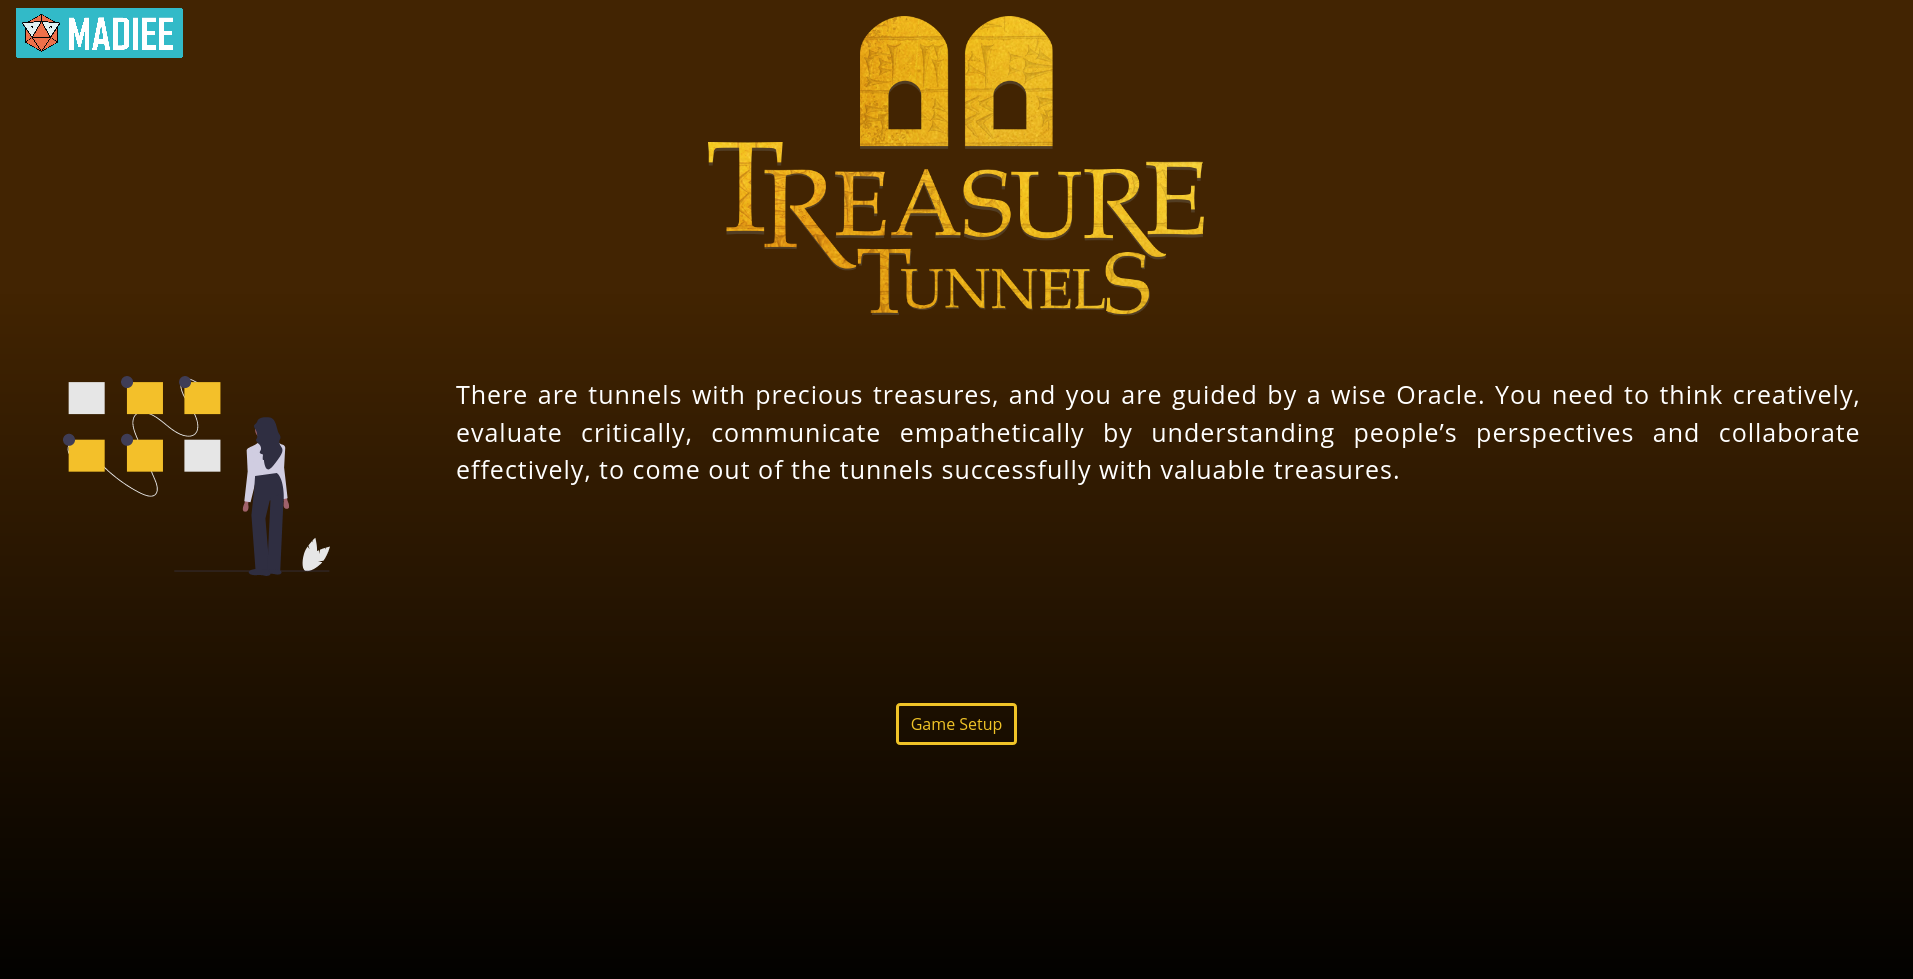 MADIEE
TREASURE
TUNNELS
There are tunnels with precious treasures, and you are guided by a wise Oracle. You need to think creatively,
evaluate critically, communicate empathetically by understanding people’s perspectives and collaborate
effectively, to come out of the tunnels successfully with valuable treasures.
Game Setup